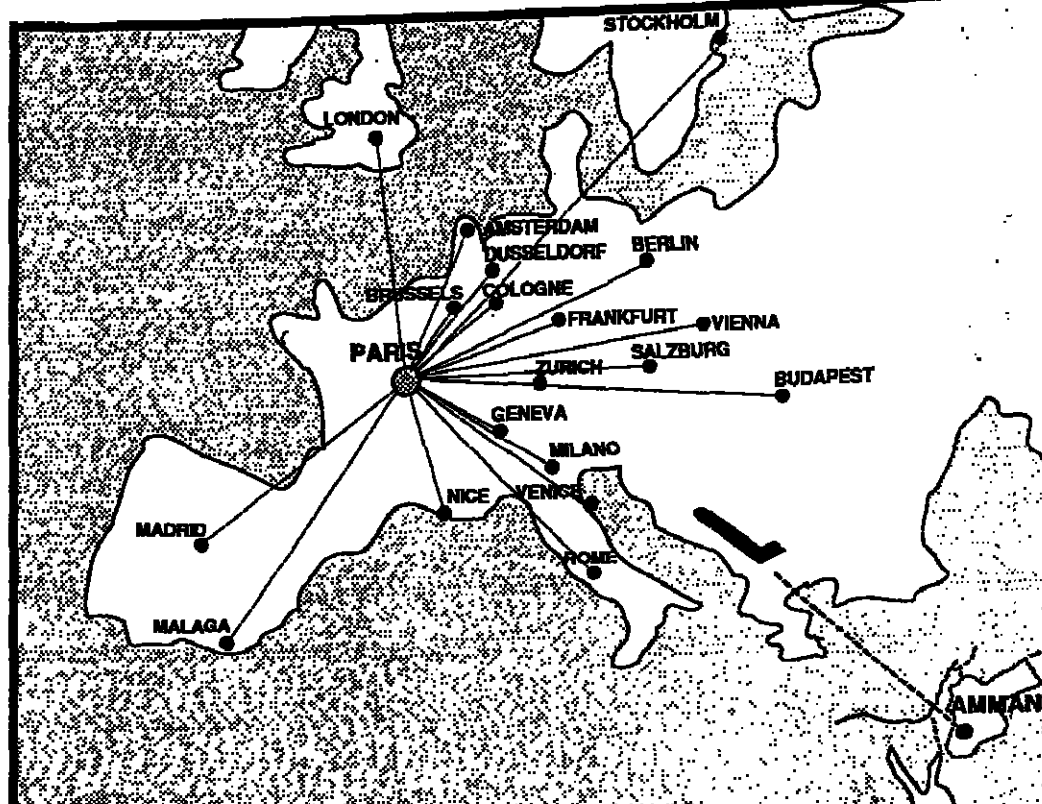 STOCKHOLM
LONDON
AMSTERDAM
BERLIN
DUSSELDORF
BRUSSELS
COLOGNE
FRANKFURT
VIENNA
PARIS
SALZBURG
ZURICH
BUDAPEST
GENEVA
MILANO
NICE
VENICE
MADRID
ROME
MALAGA
AMMAN